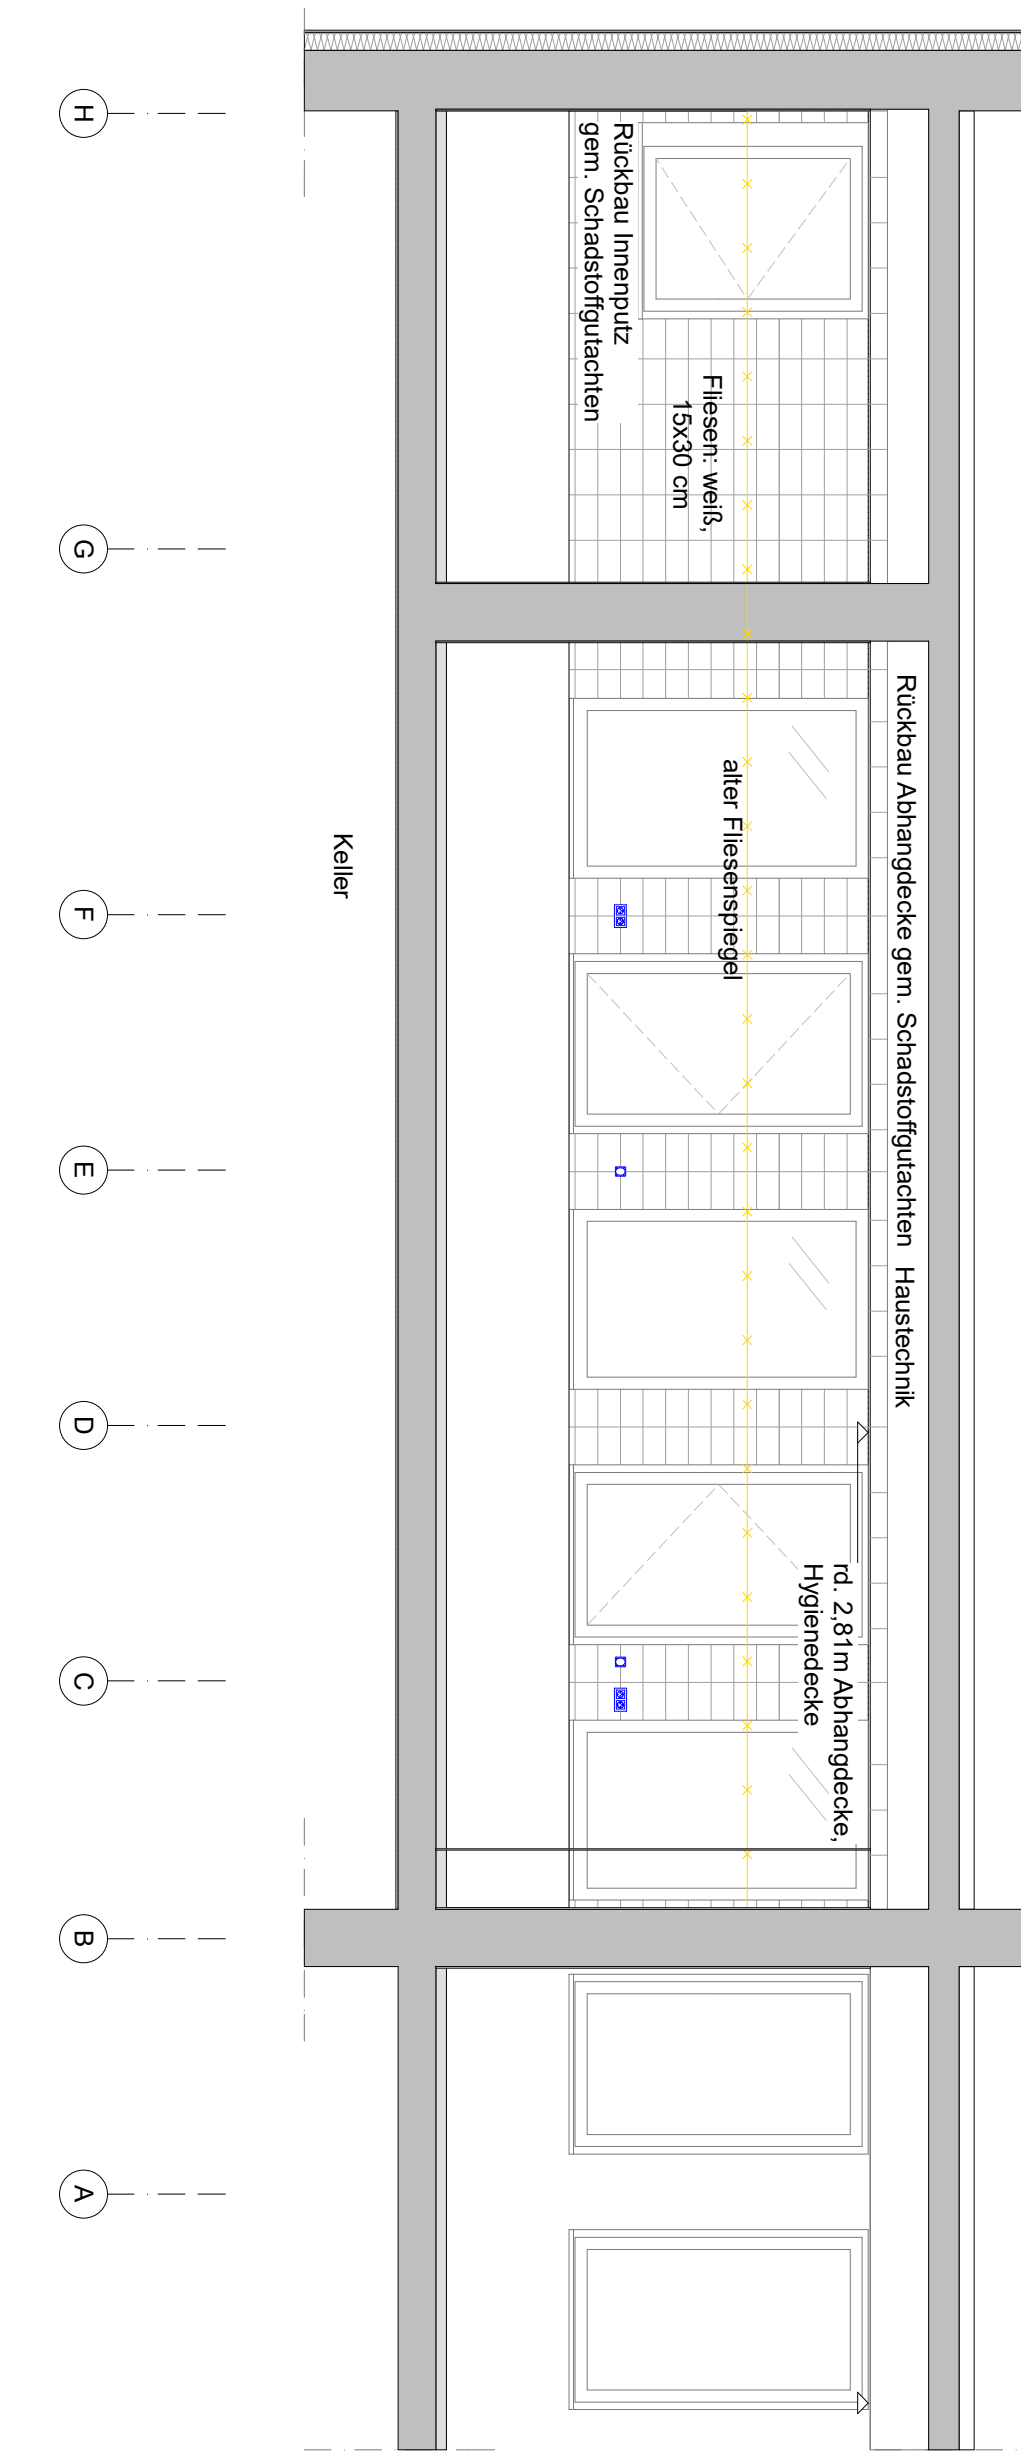 Rückbau Abhangdecke gem. Schadstoffgutachten
Haustechnik
rd. 2,81m Abhangdecke,
Hygienedecke
alter Fliesenspiegel
Fliesen: weiß,
15x30 cm
Rückbau Innenputz
gem. Schadstoffgutachten
Keller
H
G
F
E
D
C
B
A